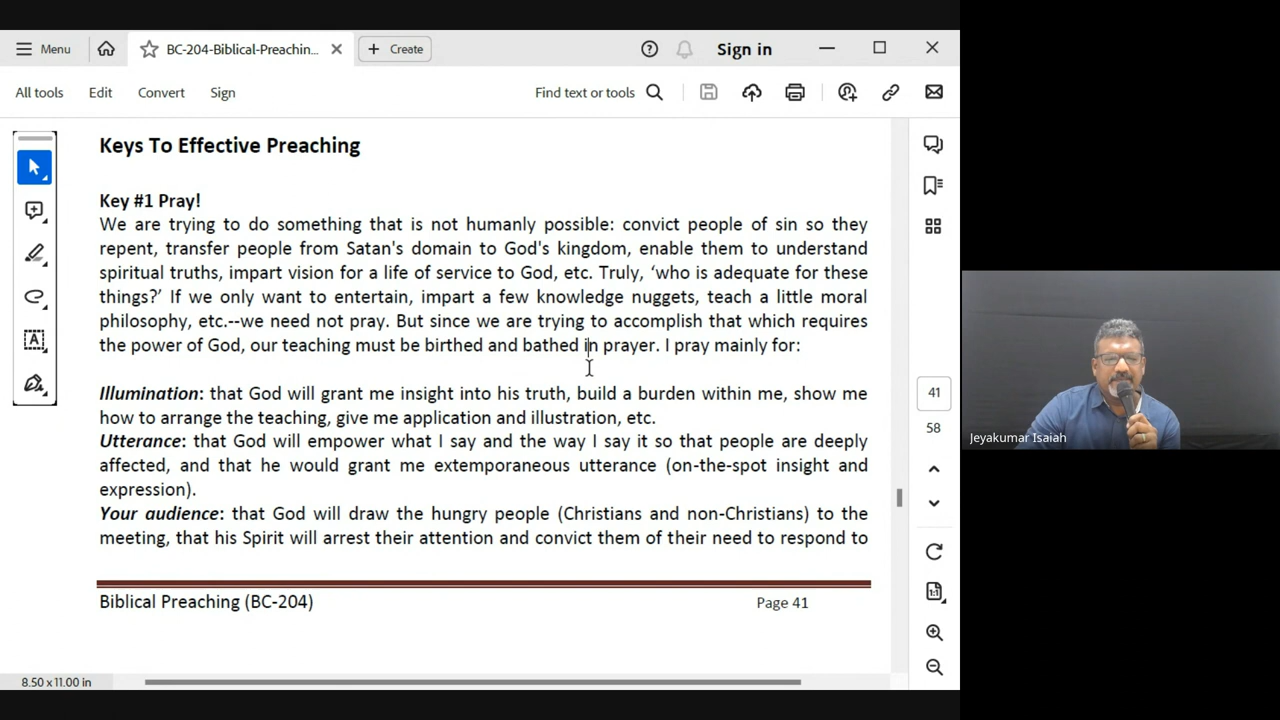 Menu
BC-204-Biblical-Preachin...
Create
Sign in
All tools
Edit
Convert
Sign
Find text or tools
Keys To Effective Preaching
Key #1 Pray!
We are trying to do something that is not humanly possible: convict people of sin so they
repent, transfer people from Satan's domain to God's kingdom, enable them to understand
spiritual truths, impart vision for a life of service to God, etc. Truly, ‘who is adequate for these
things?’ If we only want to entertain, impart a few knowledge nuggets, teach a little moral
philosophy, etc.--we need not pray. But since we are trying to accomplish that which requires
the power of God, our teaching must be birthed and bathed in prayer. I pray mainly for:
Illumination: that God will grant me insight into his truth, build a burden within me, show me
how to arrange the teaching, give me application and illustration, etc.
Utterance: that God will empower what I say and the way I say it so that people are deeply
affected, and that he would grant me extemporaneous utterance (on-the-spot insight and
expression).
Your audience: that God will draw the hungry people (Christians and non-Christians) to the
meeting, that his Spirit will arrest their attention and convict them of their need to respond to
Biblical Preaching (BC-204)
Page 41
41
58
8.50 x 11.00 in
Jeyakumar Isaiah